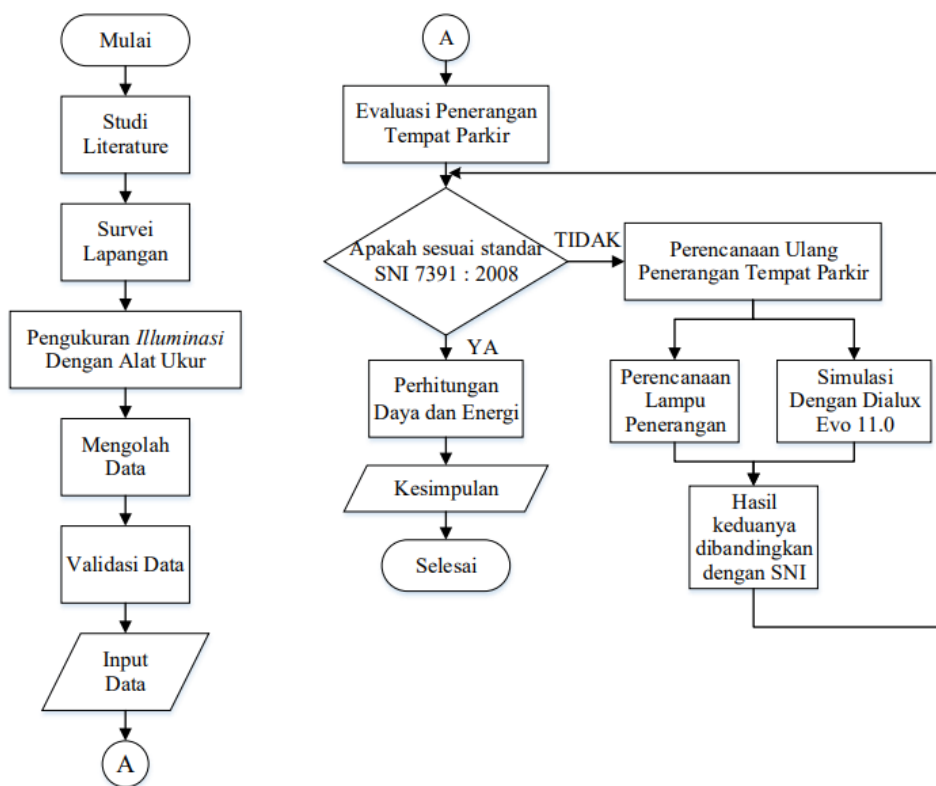 Mulai
Studi
Literature
Survei
Lapangan
Pengukuran Illuminasi
Dengan Alat Ukur
Mengolah
Data
Validasi Data
Input
Data
A
A
Evaluasi Penerangan
Tempat Parkir
Apakah sesuai standar
SNI 7391 : 2008
TIDAK
Perencanaan Ulang
Penerangan Tempat Parkir
YA
Perhitungan
Daya dan Energi
Perencanaan
Lampu
Penerangan
Simulasi
Dengan Dialux
Evo 11.0
Kesimpulan
Hasil
keduanya
dibandingkan
dengan SNI
Selesai